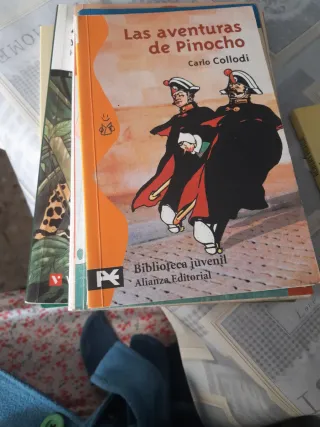 Las aventuras
de Pinocho
Carlo Collodi
Biblioteca juvenil
Alianza Editorial